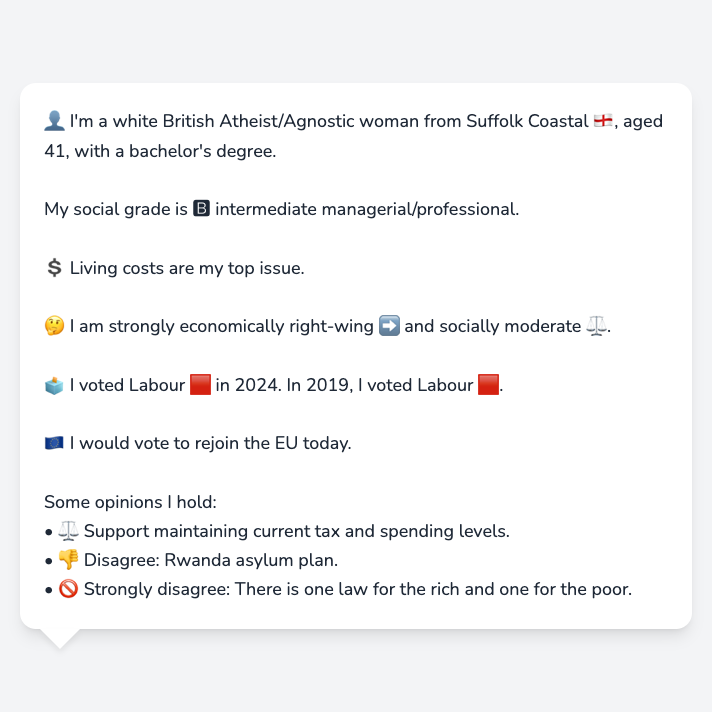 👤 I'm a white British Atheist/Agnostic woman from Suffolk Coastal 🏴󠁧󠁢󠁥󠁮󠁧󠁿, aged
41, with a bachelor's degree.
My social grade is 🅱 intermediate managerial/professional.
💲 Living costs are my top issue.
🤔 I am strongly economically right-wing ➡️ and socially moderate ⚖️.
🗳️ I voted Labour 🟥 in 2024. In 2019, I voted Labour 🟥.
🇪🇺 I would vote to rejoin the EU today.
Some opinions I hold:
• ⚖️ Support maintaining current tax and spending levels.
• 👎 Disagree: Rwanda asylum plan.
• 🚫 Strongly disagree: There is one law for the rich and one for the poor.